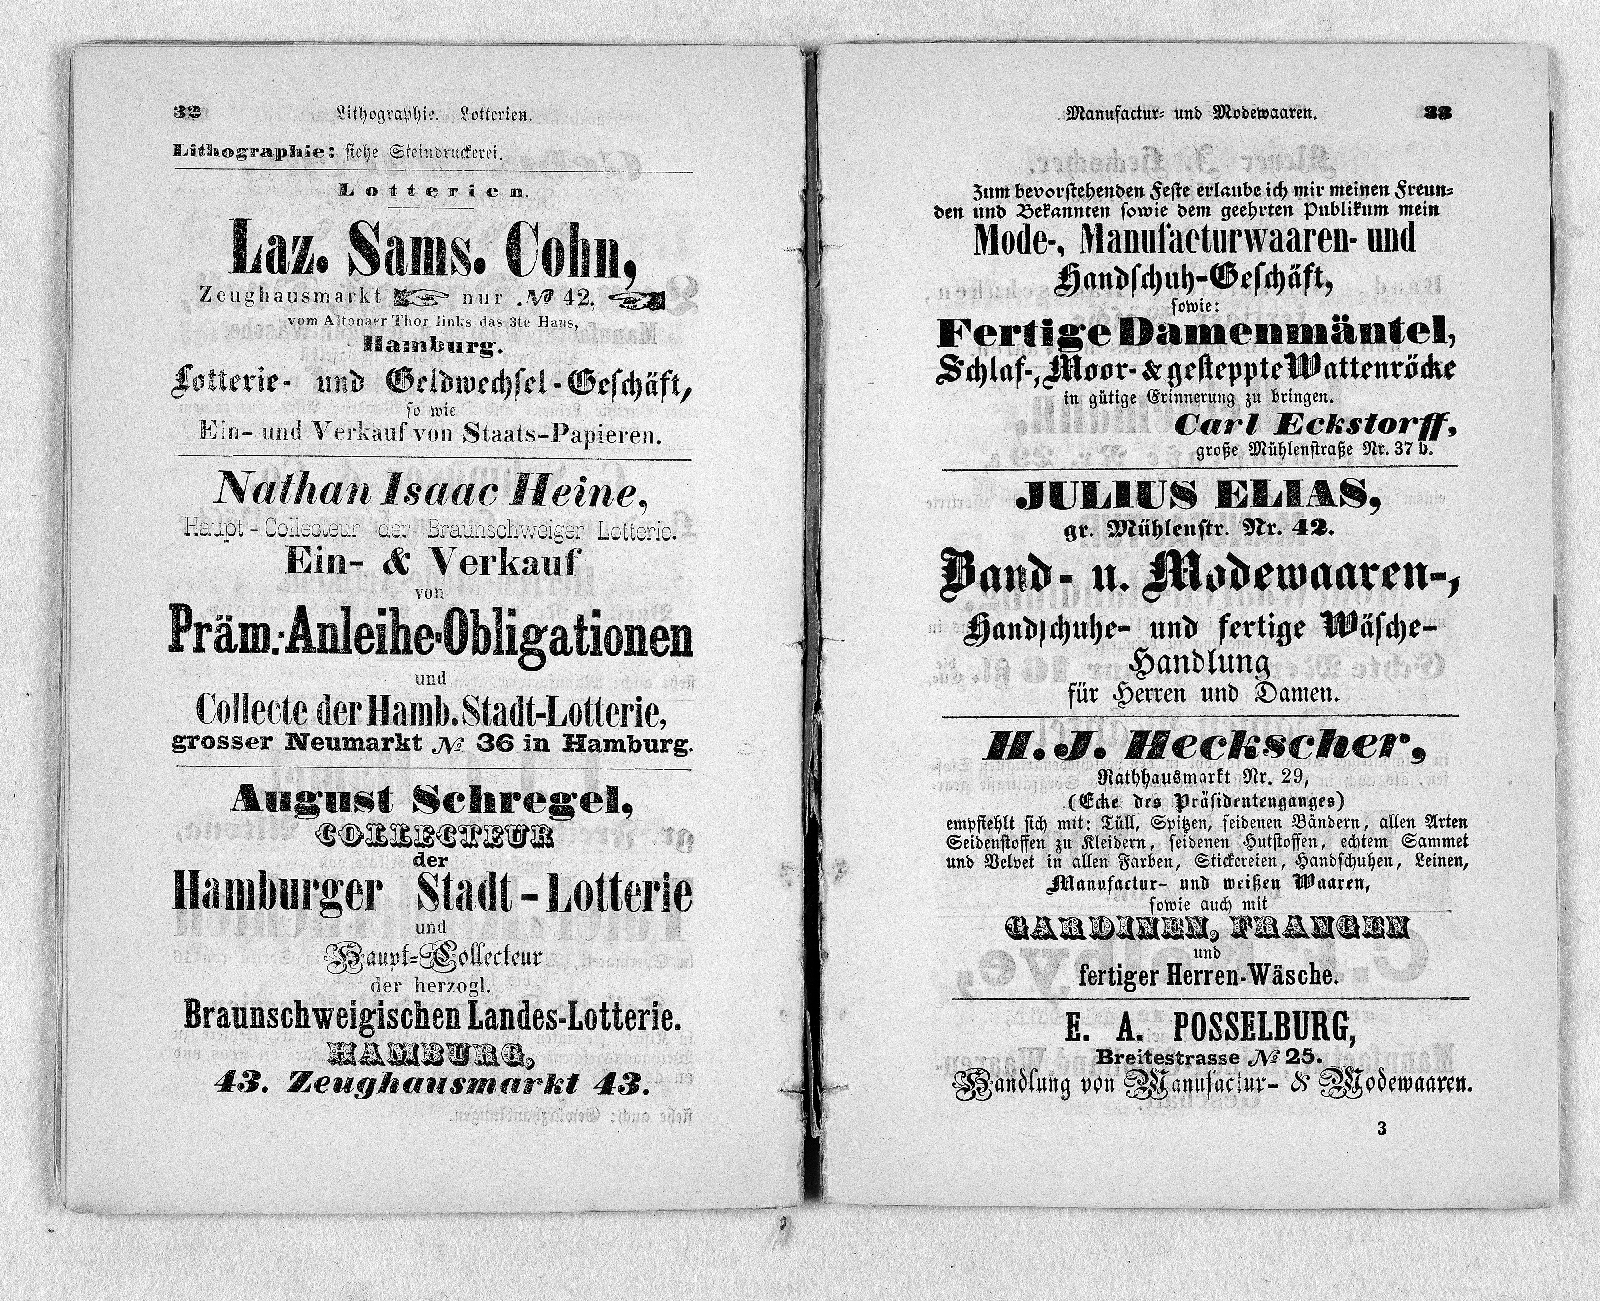 32 Lithographie. Lotterien.
Lithographie: siehe Steindruckerei.
Lotterien.
Laz. Sams. Cohn,
Zeughausmarkt nur № 42,
vom Altonaer Thor links das 3te Haus,
Hamburg.
Lotterie- und Geldwechsel-Geschäft,
so wie
Ein- und Verkauf von Staats-Papieren.
Nathan Isaac Heine,
Haupt-Collecteur der Braunschweiger Lotterie.
Ein- & Verkauf
von
Präm.-Anleihe-Obligationen
und
Collecte der Hamb. Stadt-Lotterie,
grosser Neumarkt № 36 in Hamburg.
August Schregel,
COLLECTEUR
der
Hamburger Stadt-Lotterie
und
Haupt-Collecteur
der herzogl.
Braunschweigischen Landes-Lotterie.
HAMBURG,
43. Zeughausmarkt 43.
Manufactur- und Modewaaren. 33
Zum bevorstehenden Feste erlaube ich mir meinen Freun-
den und Bekannten sowie dem geehrten Publikum mein
Mode-, Manufacturwaaren- und
Handschuh-Geschäft,
sowie:
Fertige Damenmäntel,
Schlaf-, Moor- & gesteppte Wattenröcke
in gütige Erinnerung zu bringen.
Carl Eckstorff,
große Mühlenstraße Nr. 37 b.
JULIUS ELIAS,
gr. Mühlenstr. Nr. 42.
Band- u. Modewaaren-,
Handschuhe- und fertige Wäsche-
Handlung
für Herren und Damen.
H. J. Heckscher,
Rathhausmarkt Nr. 29,
(Ecke des Präsidentenganges)
empfiehlt sich mit: Tüll, Spitzen, seidenen Bändern, allen Arten
Seidenstoffen zu Kleidern, seidenen Hutstoffen, echtem Sammet
und Velvet in allen Farben, Stickereien, Handschuhen, Leinen,
Manufactur- und weißen Waaren,
sowie auch mit
GARDINEN, FRANGEN
und
fertiger Herren-Wäsche.
E. A. POSSELBURG,
Breitestrasse № 25.
Handlung von Manufactur- & Modewaaren.
3